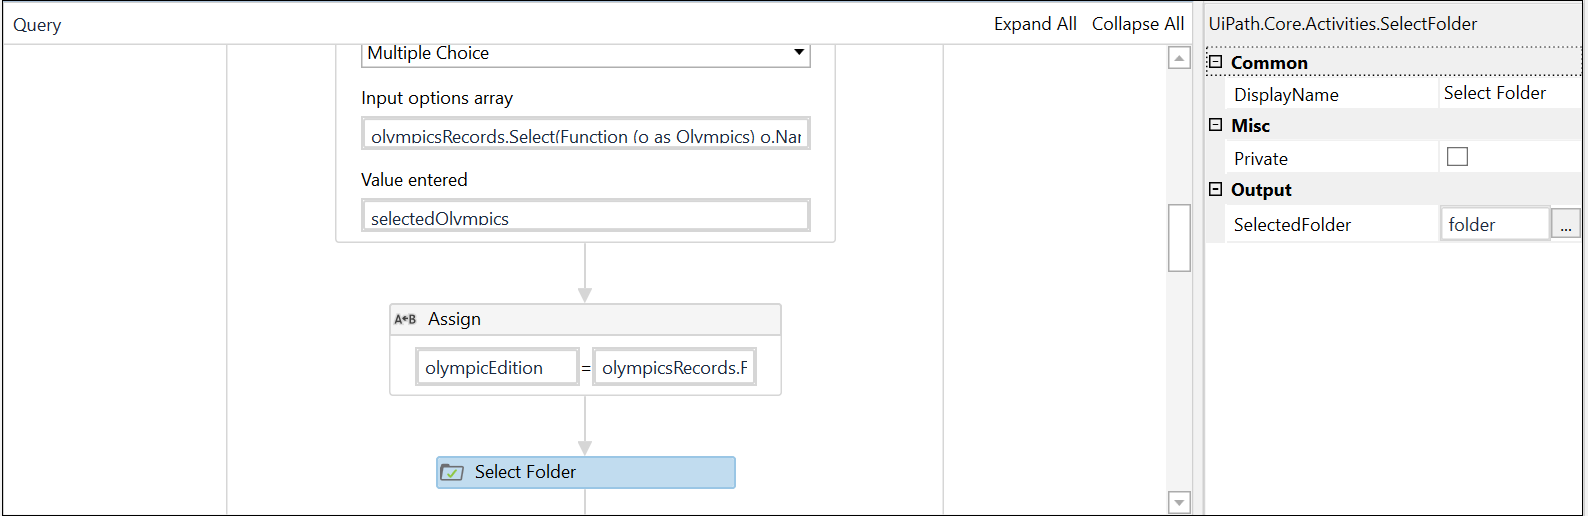 Query
Expand All Collapse All
Multiple Choice
Input options array
olympicsRecords.Select(Function (o as Olympics) o.Nar
Value entered
selectedOlympics
A B Assign
olympicEdition = olympicsRecords.F
Select Folder
UiPath.Core.Activities.SelectFolder
Common
DisplayName Select Folder
Misc
Private
Output
SelectedFolder folder ...